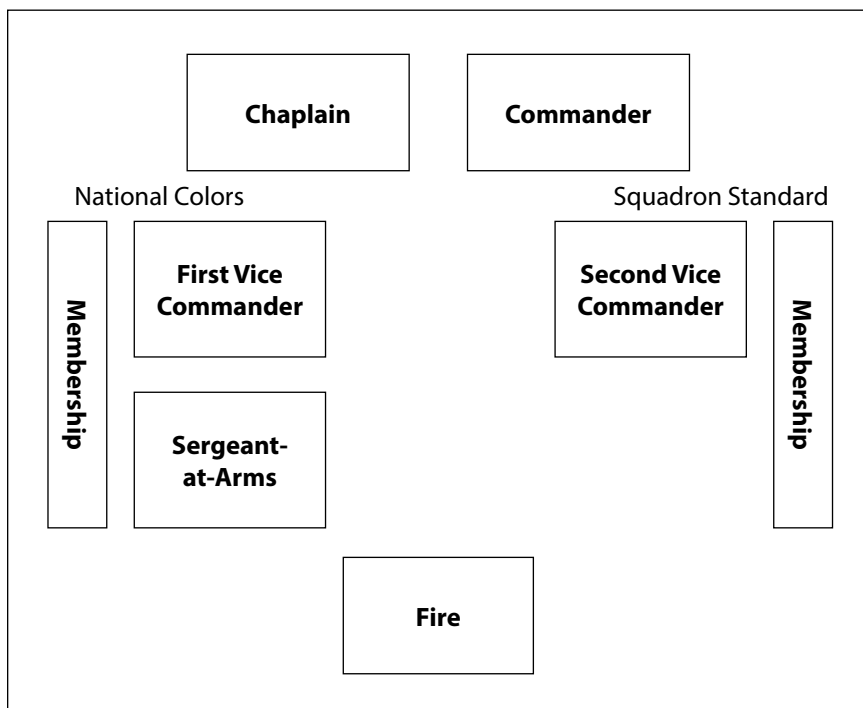 Chaplain
Commander
National Colors
Squadron Standard
Membership
First Vice
Commander
Second Vice
Commander
Membership
Sergeant-
at-Arms
Fire